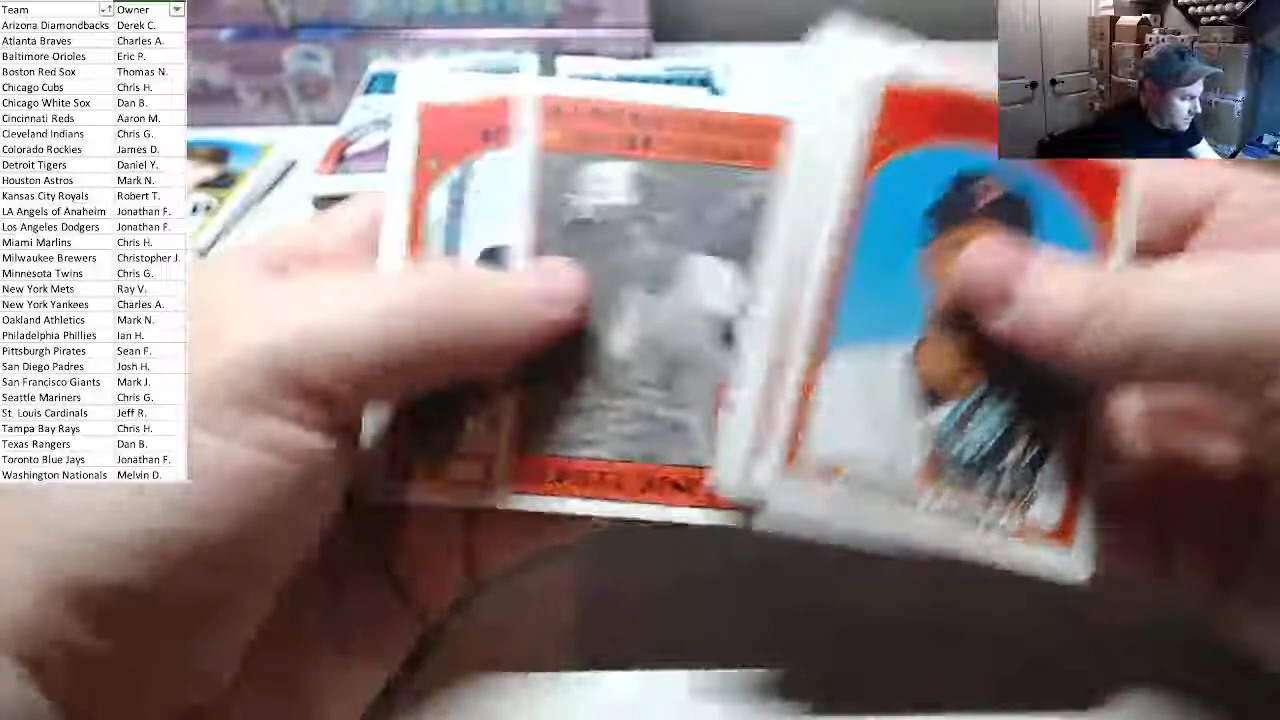 Team Owner
Arizona Diamondbacks Derek C.
Atlanta Braves Charles A.
Baltimore Orioles Eric P.
Boston Red Sox Thomas N.
Chicago Cubs Chris H.
Chicago White Sox Dan B.
Cincinnati Reds Aaron M.
Cleveland Indians Chris G.
Colorado Rockies James D.
Detroit Tigers Daniel Y.
Houston Astros Mark N.
Kansas City Royals Robert T.
LA Angels of Anaheim Jonathan F.
Los Angeles Dodgers Jonathan F.
Miami Marlins Chris H.
Milwaukee Brewers Christopher J.
Minnesota Twins Chris G.
New York Mets Ray V.
New York Yankees Charles A.
Oakland Athletics Mark N.
Philadelphia Phillies Ian H.
Pittsburgh Pirates Sean F.
San Diego Padres Josh H.
San Francisco Giants Mark J.
Seattle Mariners Chris G.
St. Louis Cardinals Jeff R.
Tampa Bay Rays Chris H.
Texas Rangers Dan B.
Toronto Blue Jays Jonathan F.
Washington Nationals Melvin D.